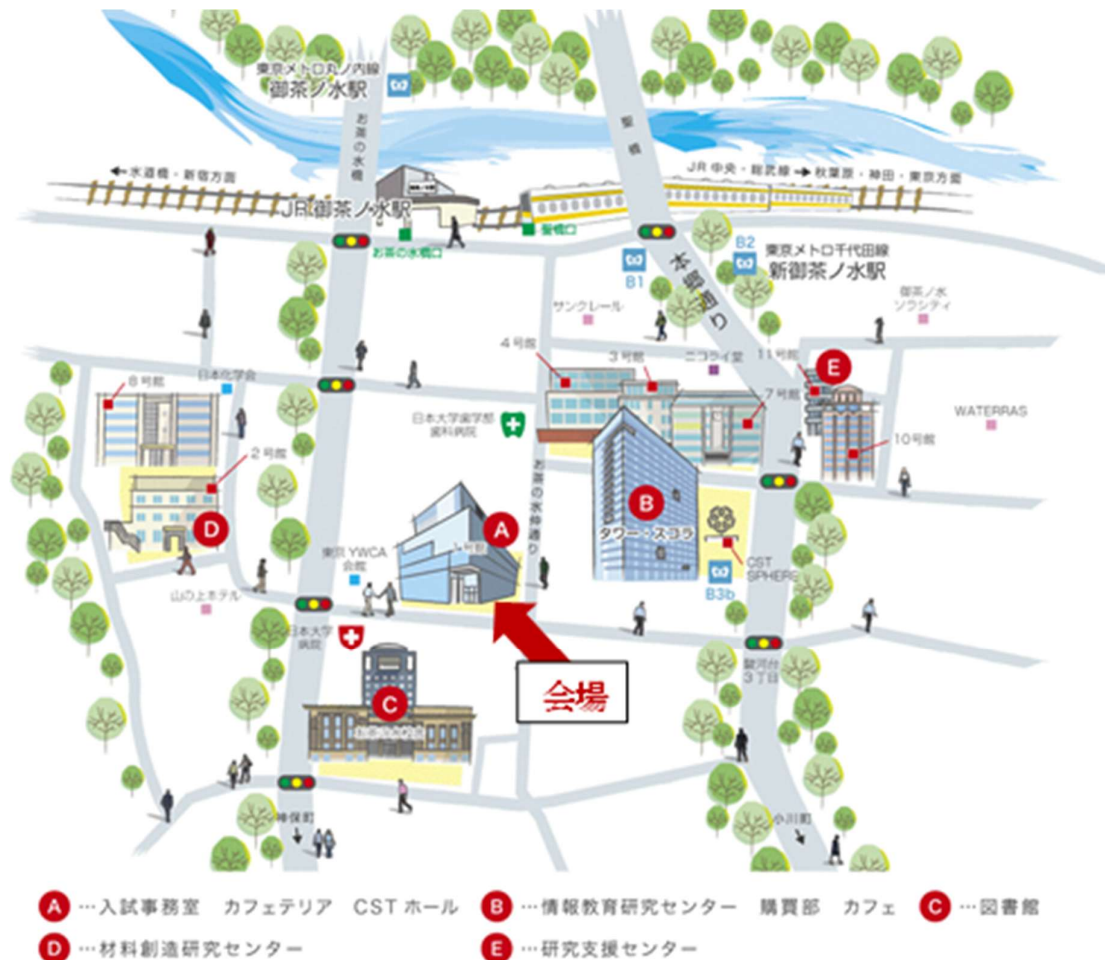 東京メトロ丸ノ内線
御茶ノ水駅
お茶の水橋
聖橋
←水道橋・新宿方面
JR中央・総武線→秋葉原・神田・東京方面
JR御茶ノ水駅
お茶の水橋口
聖橋口
B1
B2
東京メトロ千代田線
新御茶ノ水駅
本郷通り
サンクレール
御茶ノ水
ソラシティ
4号館
3号館
ニコライ堂
11号館
E
8号館
日本化学会
7号館
日本大学歯学部
歯科病院
WATERRAS
10号館
2号館
お茶の水仲通り
B
タワー・スコラ
D
A
1号館
東京YWCA
会館
CST
SPHERE
B3b
山の上ホテル
日本大学
病院
駿河台
3丁目
会場
C
お茶の水校舎
神保町
小川町
A…入試事務室 カフェテリア CSTホール
B…情報教育研究センター 購買部 カフェ
C…図書館
D…材料創造研究センター
E…研究支援センター